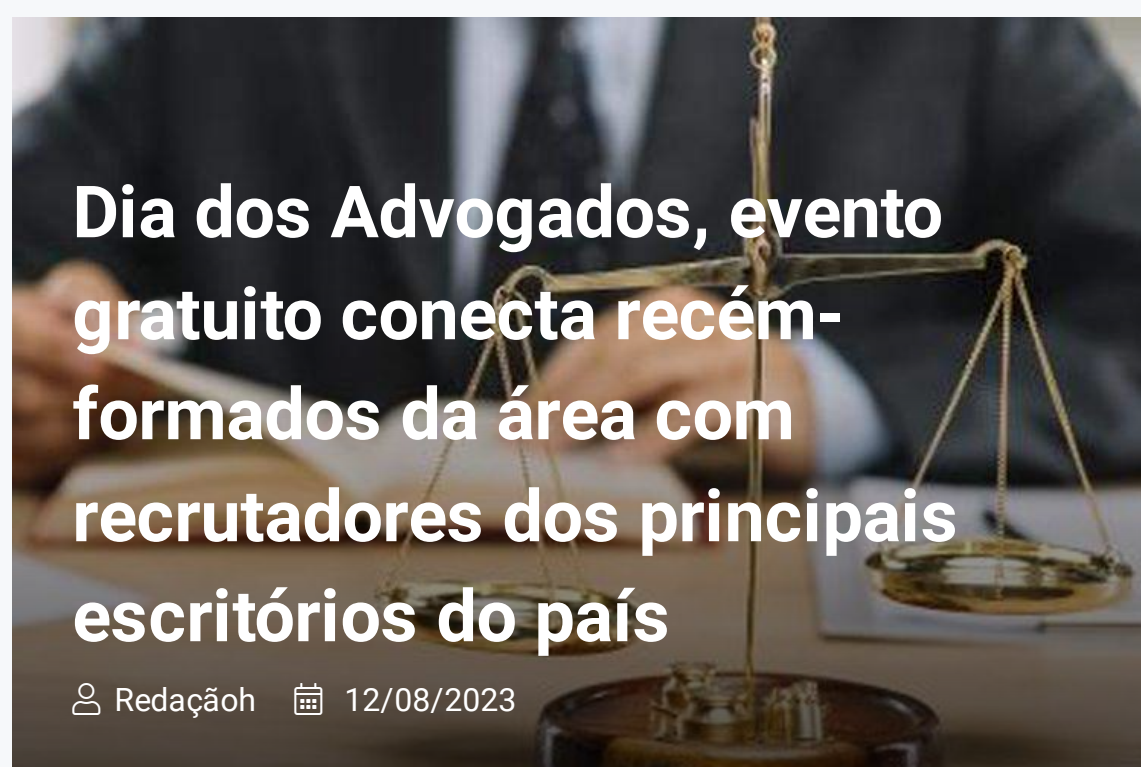 Dia dos Advogados, evento
gratuito conecta recém-
formados da área com
recrutadores dos principais
escritórios do país
Redaçãoh 12/08/2023